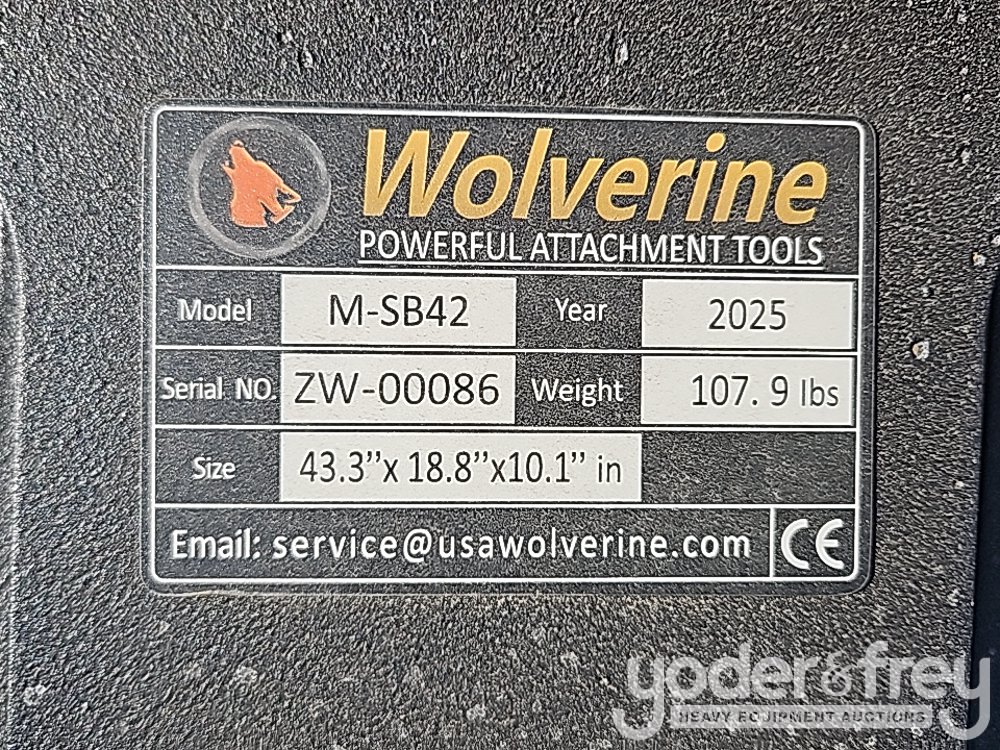 Wolverine
POWERFUL ATTACHMENT TOOLS
Model M-SB42 Year 2025
Serial NO. ZW-00086 Weight 107. 9 lbs
Size 43.3’’x 18.8’’x10.1’’ in
Email: service@usawolverine.com CE
yoder&frey
HEAVY EQUIPMENT AUCTIONS